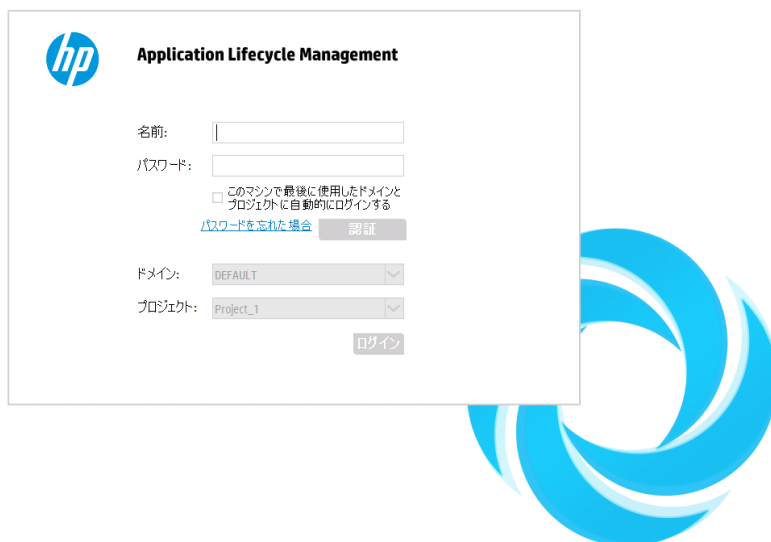 hp
Application Lifecycle Management
名前:
パスワード:
このマシンで最後に使用したドメインと
プロジェクトに自動的にログインする
パスワードを忘れた場合
認証
ドメイン:
DEFAULT
プロジェクト:
Project_1
ログイン